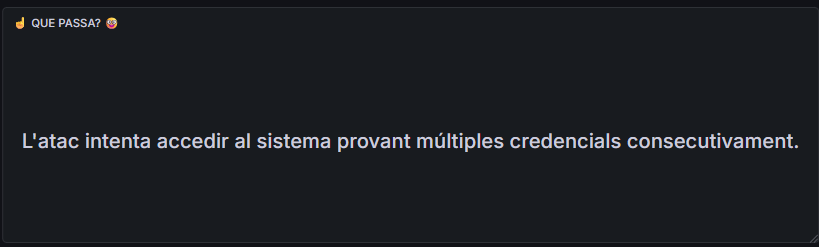 ☝️ QUE PASSA? 🤪
L'atac intenta accedir al sistema provant múltiples credencials consecutivament.